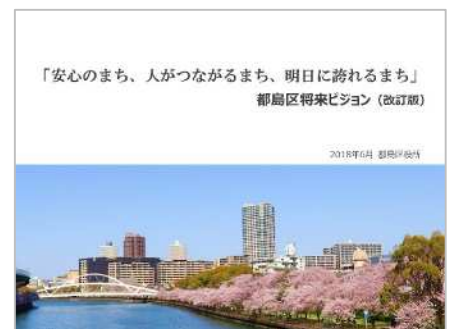 「安心のまち、人がつながるまち、明日に誇れるまち」
都島区将来ビジョン (改訂版)
2018年6月 都島区役所